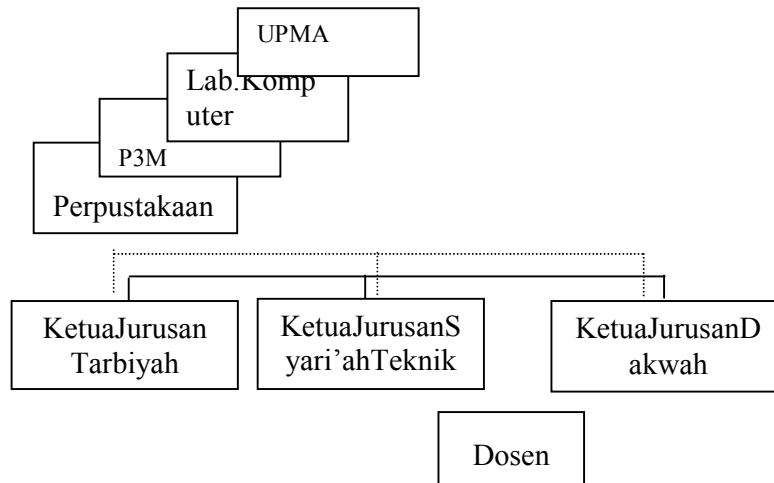 UPMA
Lab.Komp
uter
P3M
Perpustakaan
KetuaJurusan
Tarbiyah
KetuaJurusanS
yari’ahTeknik
KetuaJurusanD
akwah
Dosen